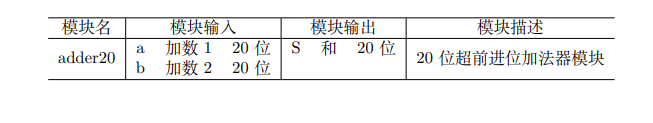 模块名 模块输入 模块输出 模块描述
adder20 a 加数 1 20 位 S 和 20 位 20 位超前进位加法器模块
b 加数 2 20 位